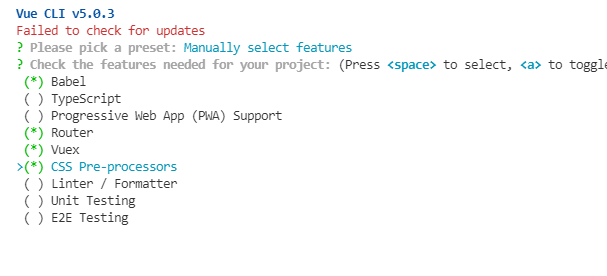 Vue CLI v5.0.3
Failed to check for updates
? Please pick a preset: Manually select features
? Check the features needed for your project: (Press <space> to select, <a> to toggle
(*) Babel
( ) TypeScript
( ) Progressive Web App (PWA) Support
(*) Router
(*) Vuex
>(*) CSS Pre-processors
( ) Linter / Formatter
( ) Unit Testing
( ) E2E Testing